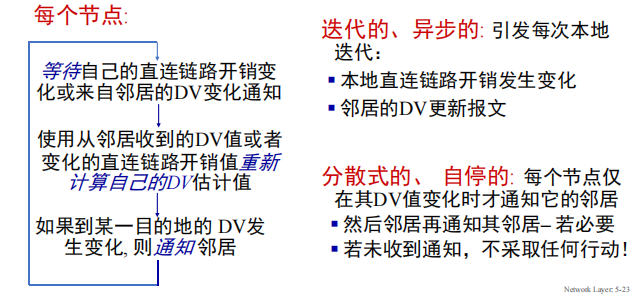 每个节点:
等待自己的直连链路开销变
化或来自邻居的DV变化通知
使用从邻居收到的DV值或者
变化的直连链路开销值重新
计算自己的DV估计值
如果到某一目的地的 DV发
生变化, 则通知邻居
迭代的、异步的: 引发每次本地
迭代：
▪ 本地直连链路开销发生变化
▪ 邻居的DV更新报文
分散式的、 自停的: 每个节点仅
在其DV值变化时才通知它的邻居
▪ 然后邻居再通知其邻居– 若必要
▪ 若未收到通知，不采取任何行动！
Network Layer: 5-23